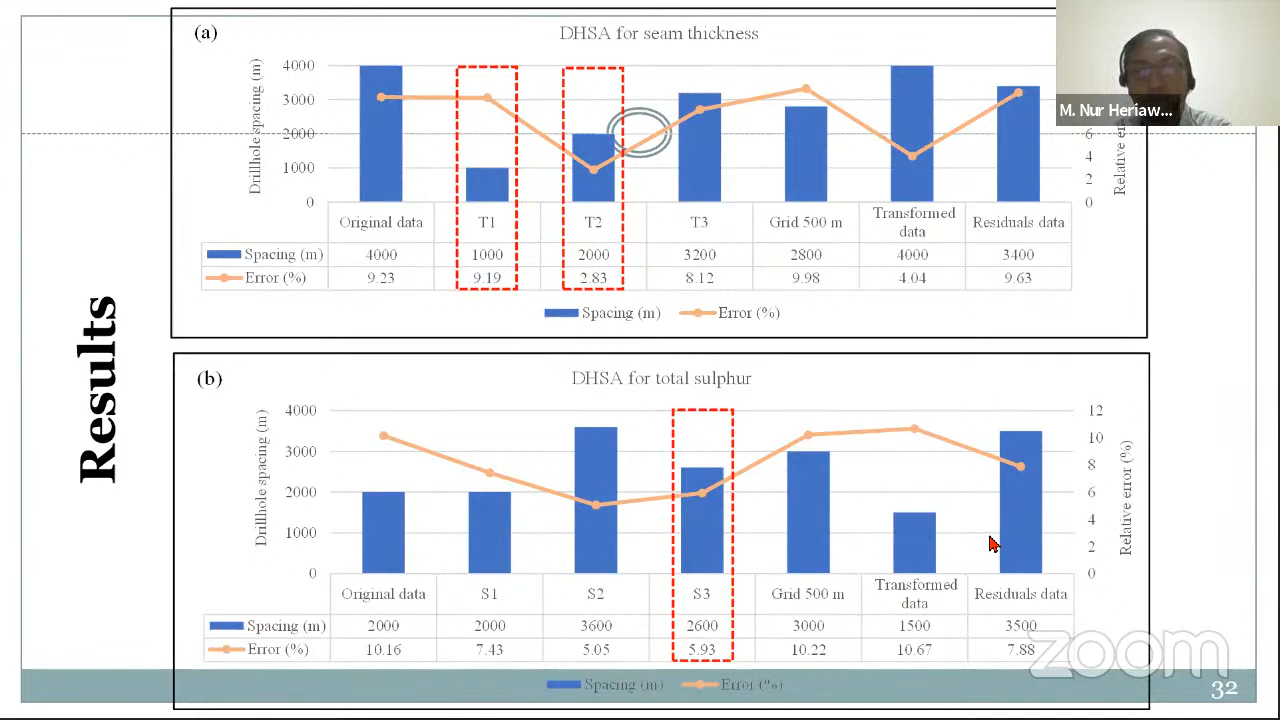 (a)
DHSA for seam thickness
Drillhole spacing (m)
4000
3000
2000
1000
0
6
4
2
0
Relative er
Original data T1 T2 T3 Grid 500 m Transformed data Residuals data
Spacing (m) 4000 1000 2000 3200 2800 4000 3400
Error (%) 9.23 9.19 2.83 8.12 9.98 4.04 9.63
Spacing (m) Error (%)
M. Nur Heriaw...
Results
(b)
DHSA for total sulphur
Drillhole spacing (m)
4000
3000
2000
1000
0
12
10
8
6
4
2
0
Relative error (%)
Original data S1 S2 S3 Grid 500 m Transformed data Residuals data
Spacing (m) 2000 2000 3600 2600 3000 1500 3500
Error (%) 10.16 7.43 5.05 5.93 10.22 10.67 7.88
Spacing (m) Error (%)
zoom
32